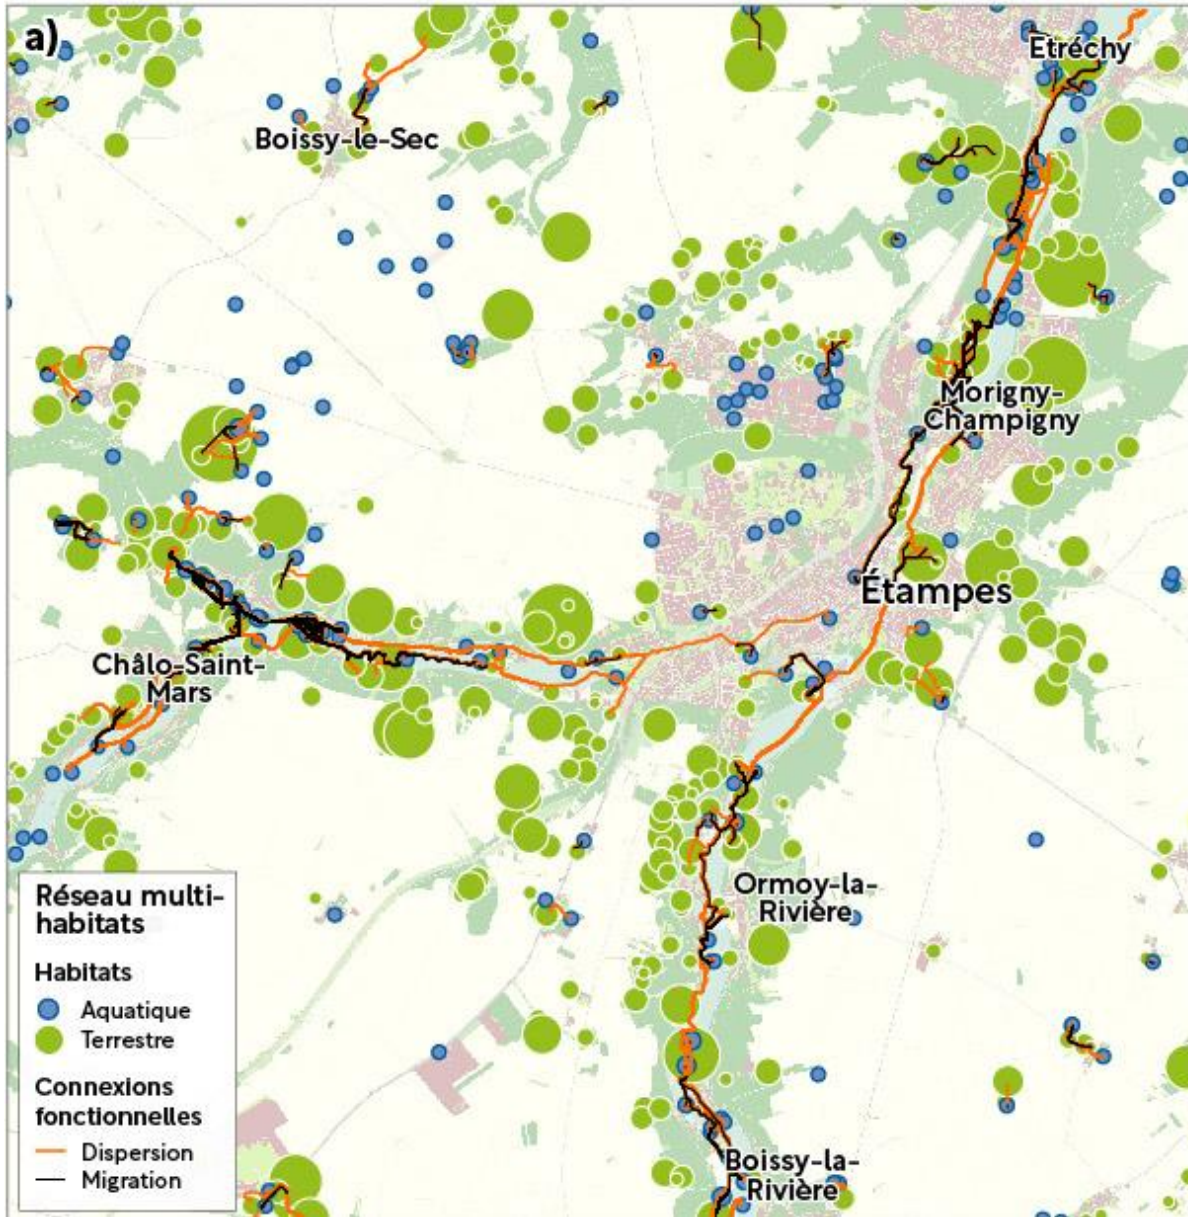 a)
Etréchy
Boissy-le-Sec
Morigny-
Champigny
Étampes
Châlo-Saint-
Mars
Ormoy-la-
Rivière
Boissy-la-
Rivière
Réseau multi-
habitats
Habitats
Aquatique
Terrestre
Connexions
fonctionnelles
Dispersion
Migration